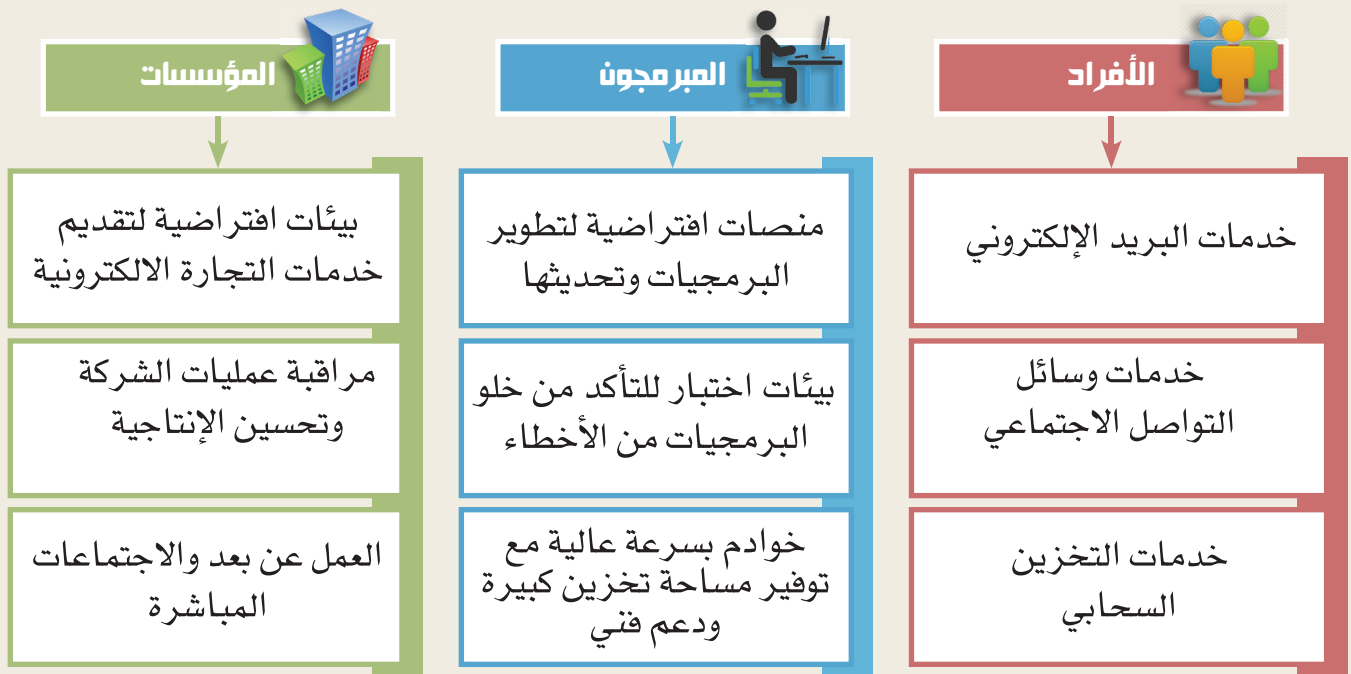 الأفراد
خدمات البريد الإلكتروني
خدمات وسائل
التواصل الاجتماعي
خدمات التخزين
السحابي
المبرمجون
منصات افتراضية لتطوير
البرمجيات وتحديثها
بيئات اختبار للتأكد من خلو
البرمجيات من الأخطاء
خوادم بسرعة عالية مع
توفير مساحة تخزين كبيرة
ودعم فني
المؤسسات
بيئات افتراضية لتقديم
خدمات التجارة الالكترونية
مراقبة عمليات الشركة
وتحسين الإنتاجية
العمل عن بعد والاجتماعات
المباشرة